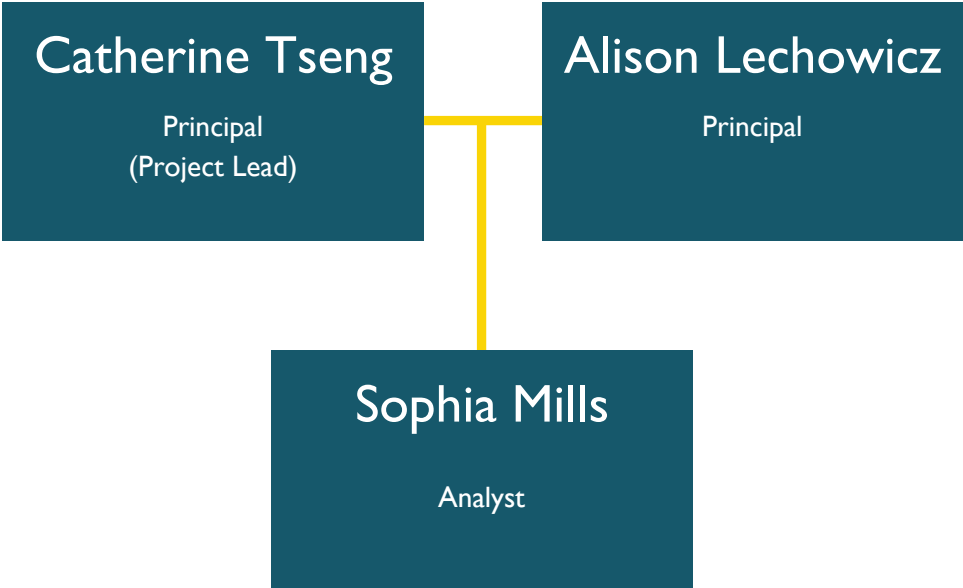 Catherine Tseng
Principal
(Project Lead)
Alison Lechowicz
Principal
Sophia Mills
Analyst